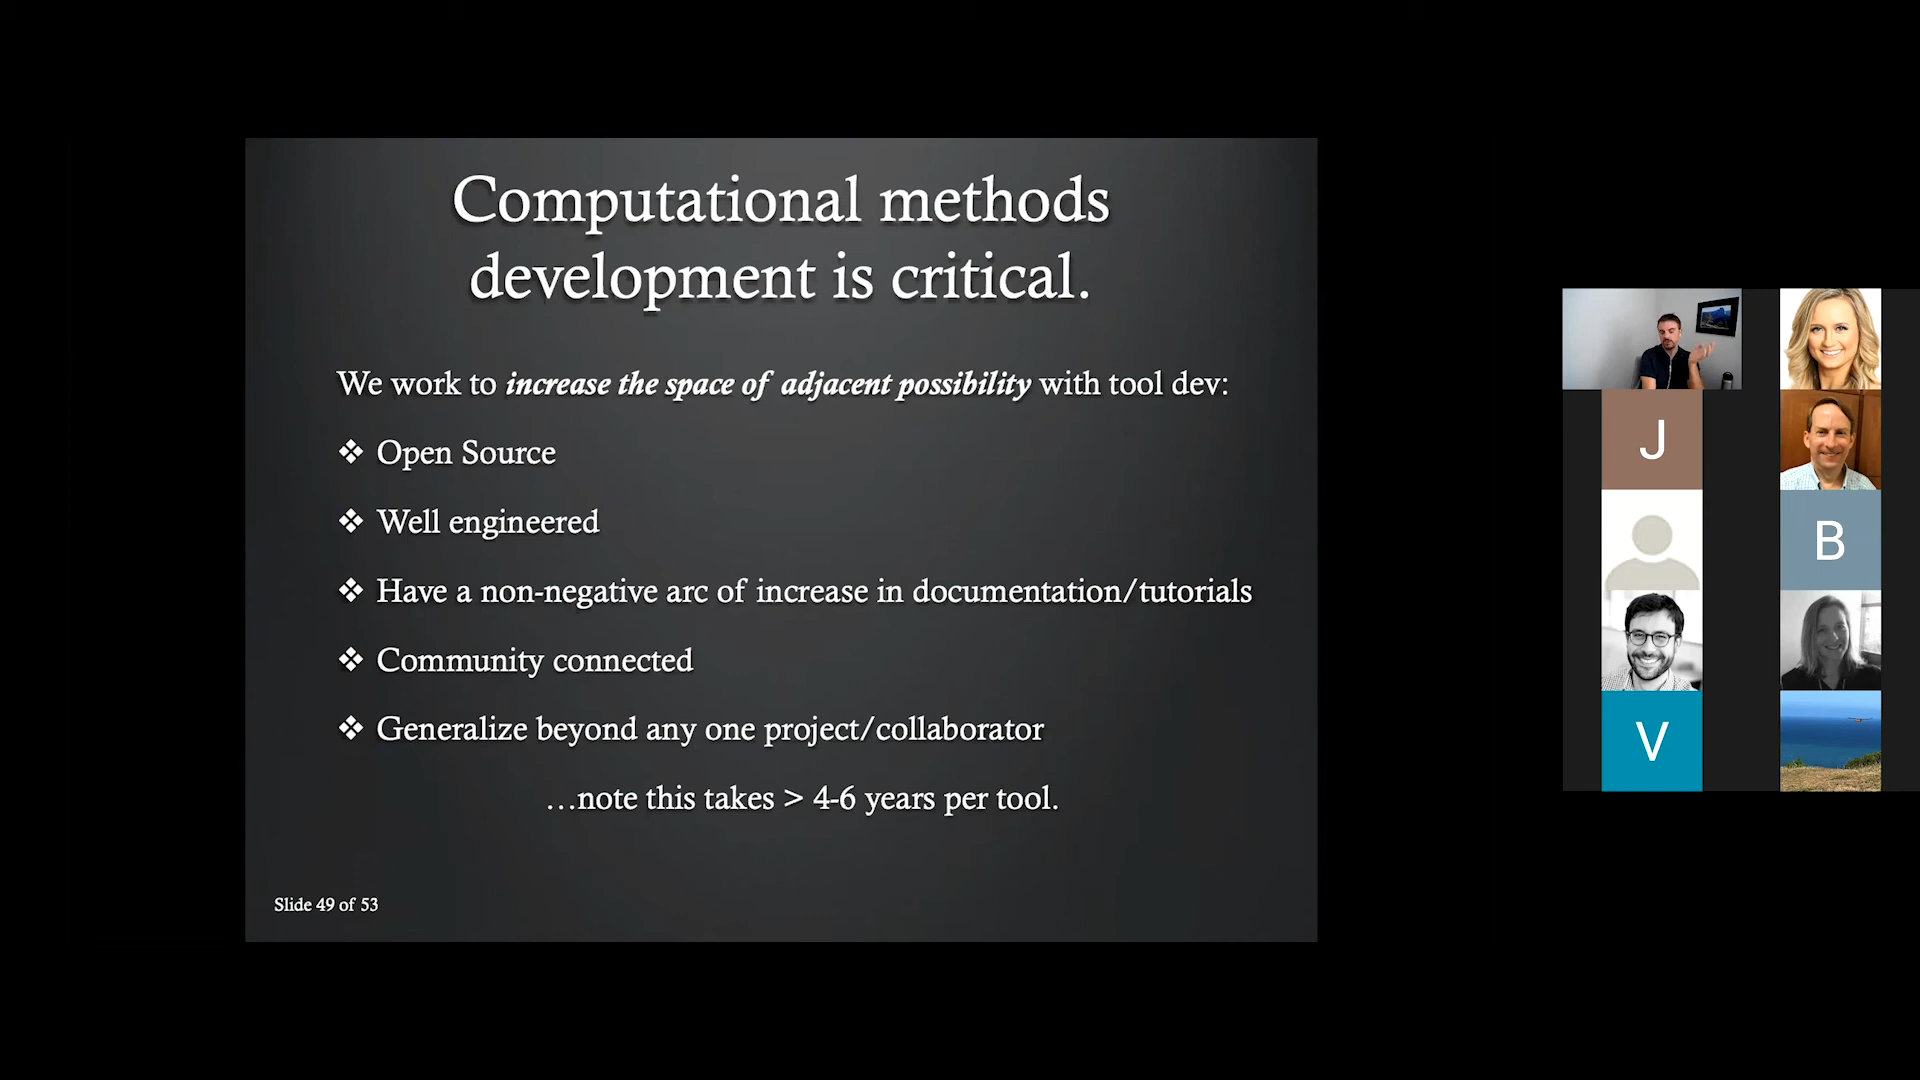 Computational methods
development is critical.
We work to increase the space of adjacent possibility with tool dev:
❖ Open Source
❖ Well engineered
❖ Have a non-negative arc of increase in documentation/tutorials
❖ Community connected
❖ Generalize beyond any one project/collaborator
…note this takes > 4-6 years per tool.
Slide 49 of 53
J
B
V